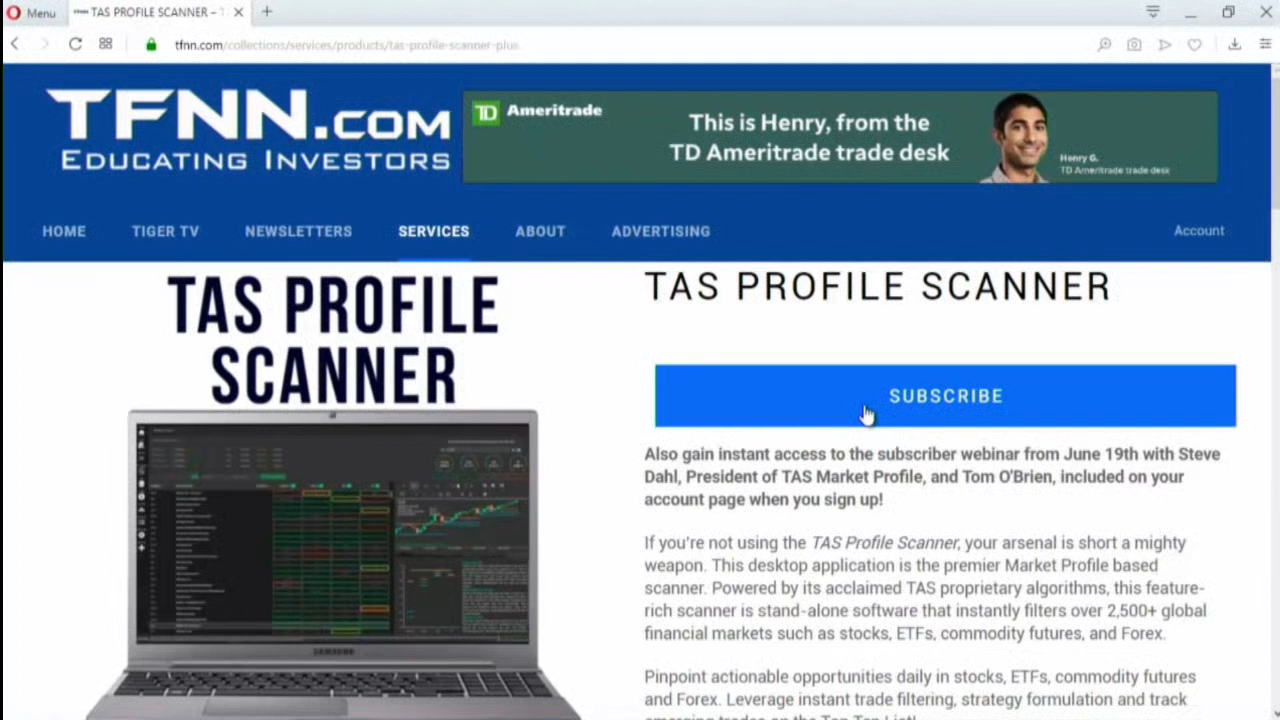 Menu
TAS PROFILE SCANNER – T
tfnn.com/collections/services/products/tas-profile-scanner-plus
TFNN.COM
EDUCATING INVESTORS
TD Ameritrade
This is Henry, from the
TD Ameritrade trade desk
Henry G.
TD Ameritrade trade desk
HOME TIGER TV NEWSLETTERS SERVICES ABOUT ADVERTISING Account
TAS PROFILE
SCANNER
SAMSUNG
TAS PROFILE SCANNER
SUBSCRIBE
Also gain instant access to the subscriber webinar from June 19th with Steve
Dahl, President of TAS Market Profile, and Tom O'Brien, included on your
account page when you sign up!
If you're not using the TAS Profile Scanner, your arsenal is short a mighty
weapon. This desktop application is the premier Market Profile based
scanner. Powered by its acclaimed TAS proprietary algorithms, this feature-
rich scanner is stand-alone software that instantly filters over 2,500+ global
financial markets such as stocks, ETFs, commodity futures, and Forex.
Pinpoint actionable opportunities daily in stocks, ETFs, commodity futures
and Forex. Leverage instant trade filtering, strategy formulation and track
emerging trades on the Top Ten List!